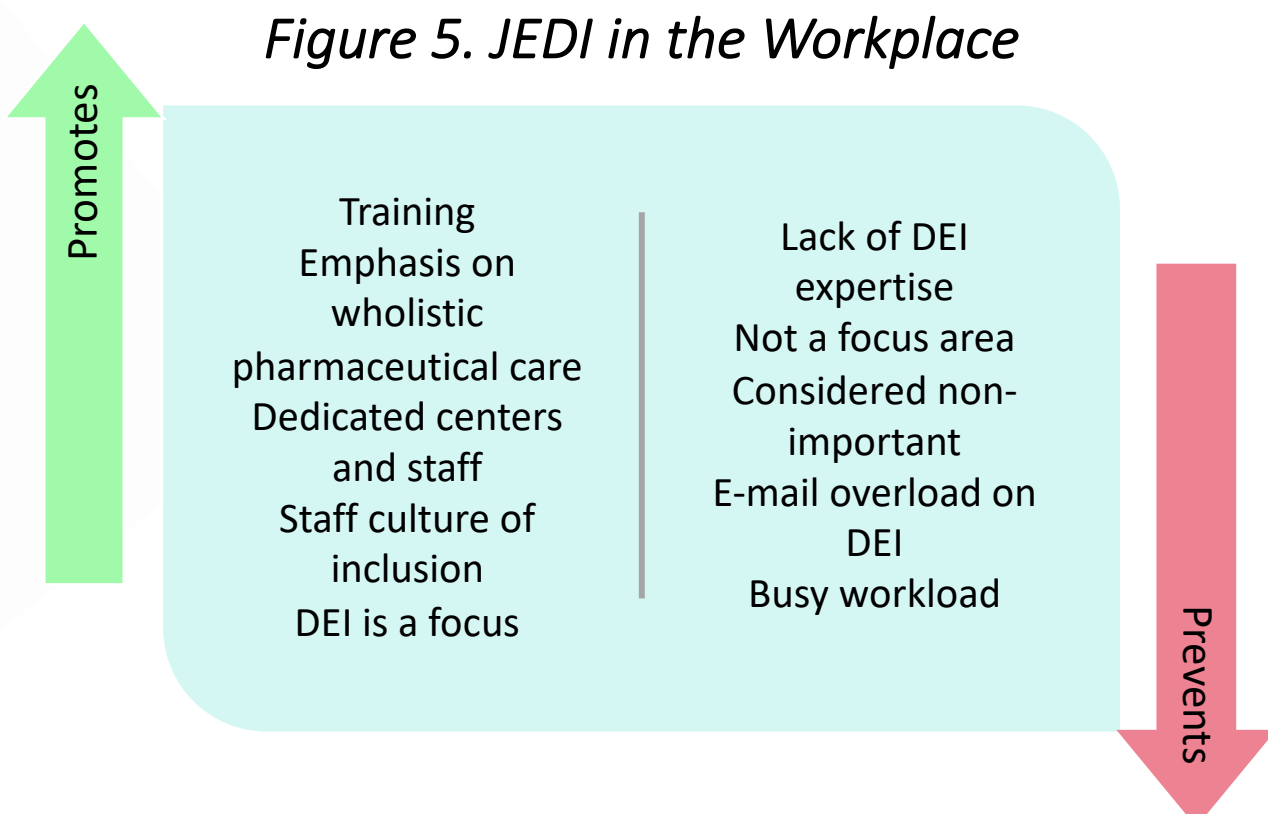 Figure 5. JEDI in the Workplace
Promotes
Training
Emphasis on
wholistic
pharmaceutical care
Dedicated centers
and staff
Staff culture of
inclusion
DEI is a focus
Lack of DEI
expertise
Not a focus area
Considered non-
important
E-mail overload on
DEI
Busy workload
Prevents